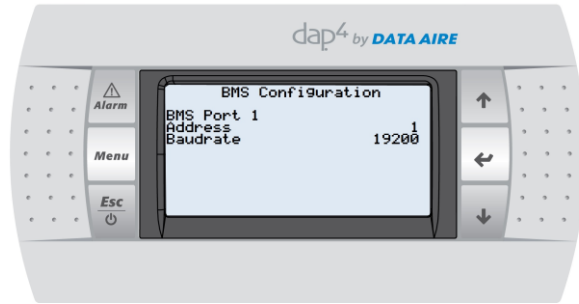 dap4 by DATA AIRE
Alarm
Menu
Esc
BMS Configuration
BMS Port 1
Address 1
Baudrate 19200